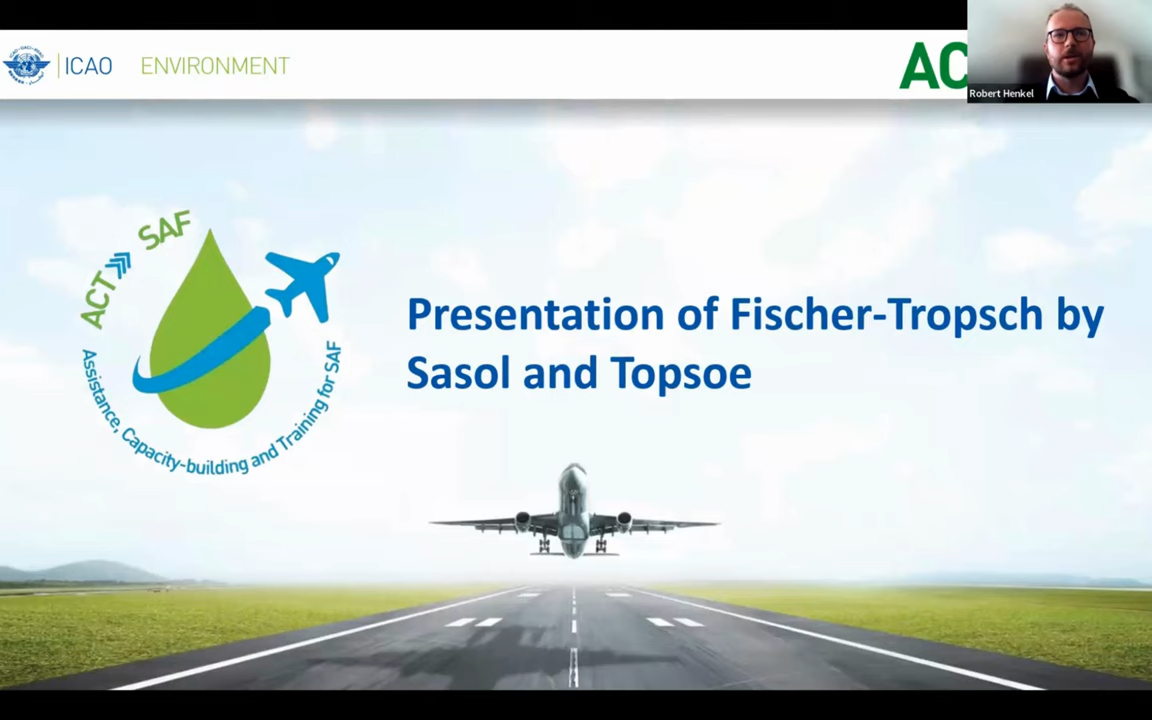 ICAO ENVIRONMENT
AC
Robert Henkel
ACT SAF
Assistance, Capacity-building and Training for SAF
Presentation of Fischer-Tropsch by
Sasol and Topsoe